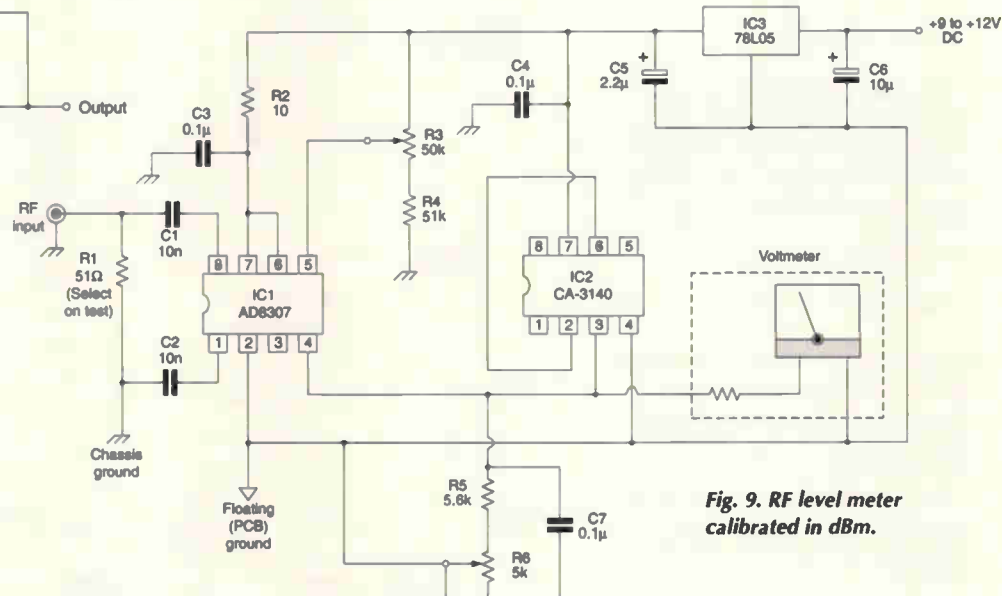 +9 to +12V
DC
IC3
78L05
Output
C3
0.1µ
R2
10
C4
0.1µ
C5
2.2µ
+
+
C6
10µ
R3
50k
R4
51k
RF
input
C1
10n
R1
51Ω
(Select
on test)
8 7 6 5
IC1
AD8307
1 2 3 4
C2
10n
8 7 6 5
IC2
CA-3140
1 2 3 4
Voltmeter
Chassis
ground
Floating
(PCB)
ground
R5
5.6k
R6
5k
C7
0.1µ
Fig. 9. RF level meter
calibrated in dBm.